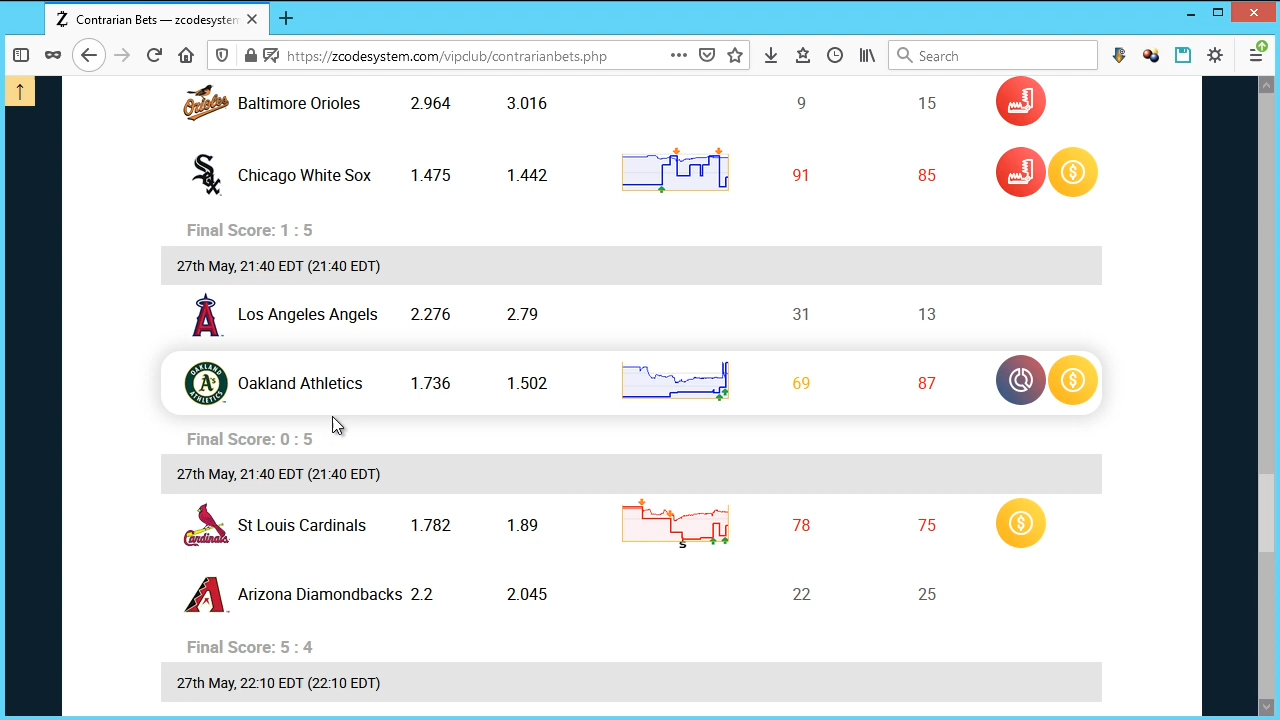 Contrarian Bets — zcodesystem
https://zcodesystem.com/vipclub/contrarianbets.php
Search
Orioles
Baltimore Orioles 2.964 3.016 9 15
Sox
Chicago White Sox 1.475 1.442 91 85
Final Score: 1 : 5
27th May, 21:40 EDT (21:40 EDT)
A
Los Angeles Angels 2.276 2.79 31 13
OAKLAND
A's
ATHLETICS
Oakland Athletics 1.736 1.502 69 87
Final Score: 0 : 5
27th May, 21:40 EDT (21:40 EDT)
Cardinals
St Louis Cardinals 1.782 1.89 S 78 75
A
Arizona Diamondbacks 2.2 2.045 22 25
Final Score: 5 : 4
27th May, 22:10 EDT (22:10 EDT)